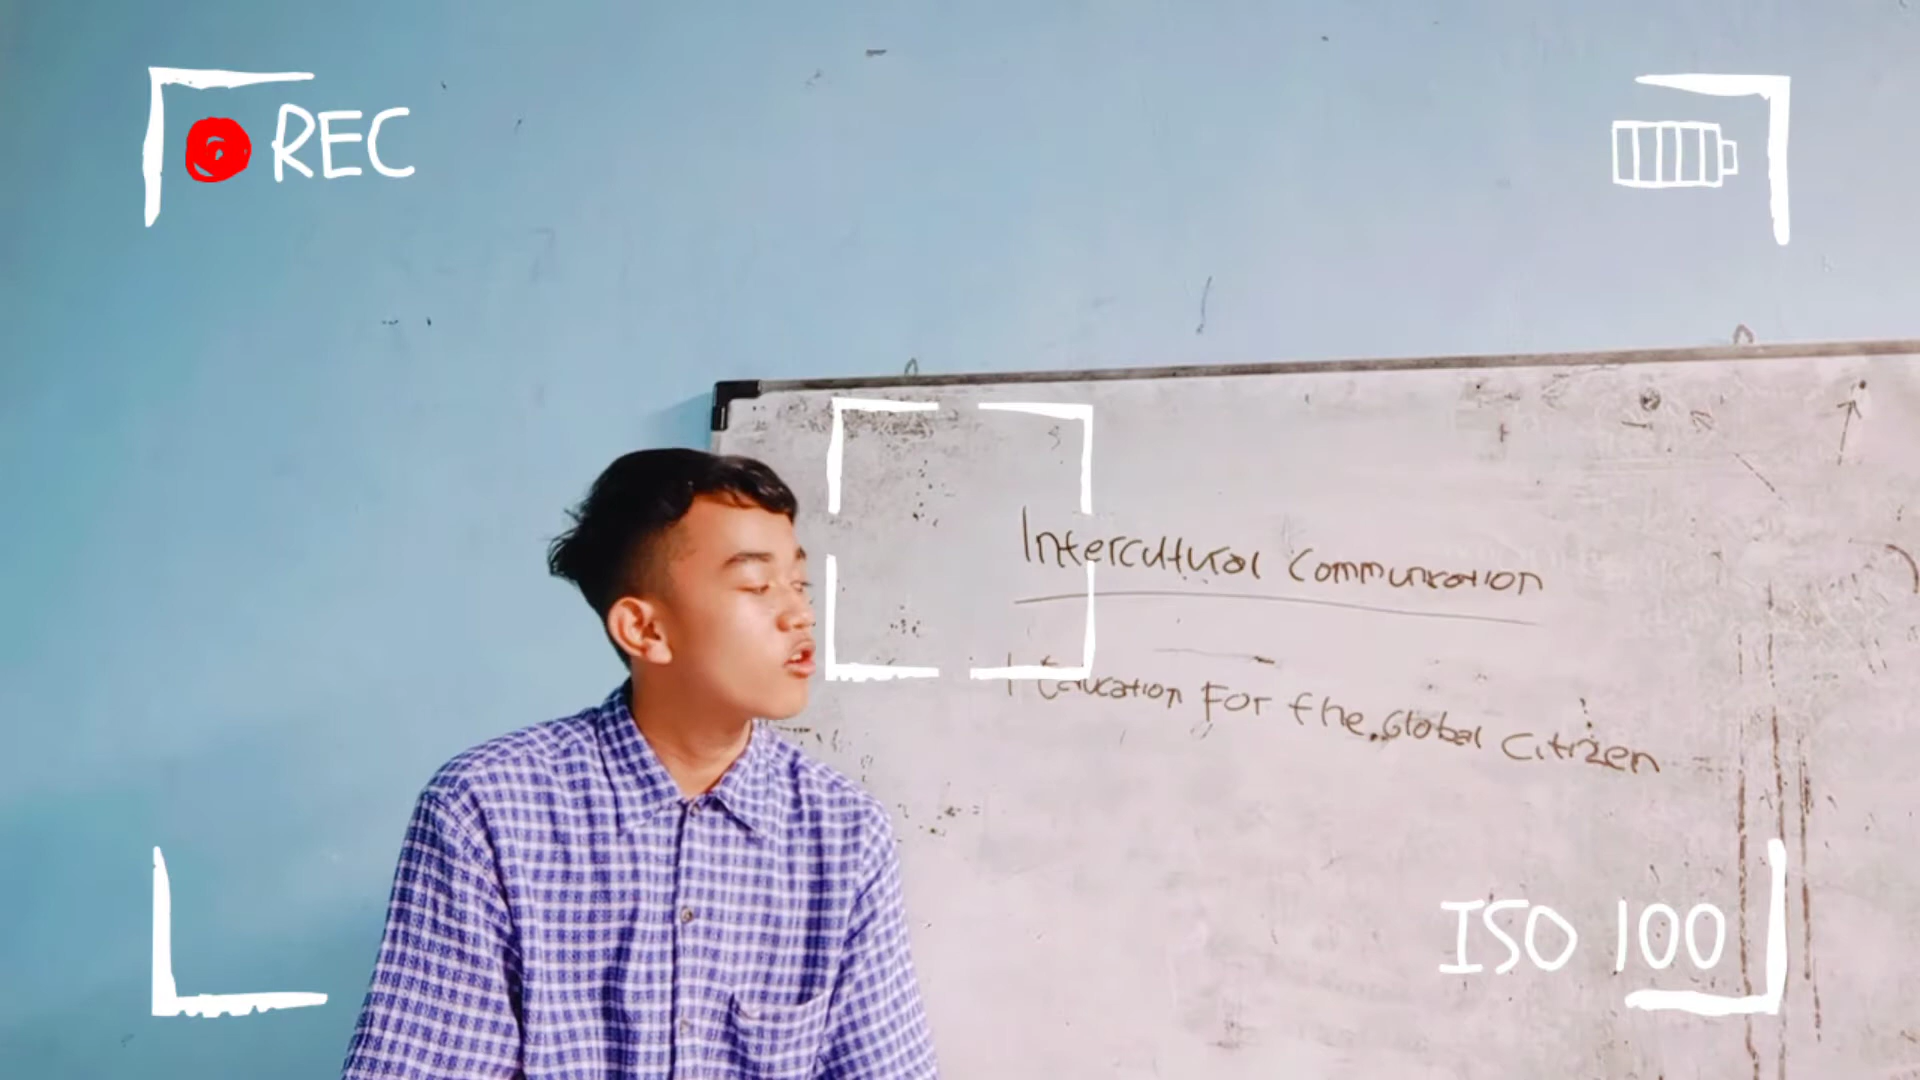 REC
Intercultural Communication
Education For the Global Citizen
ISO 100